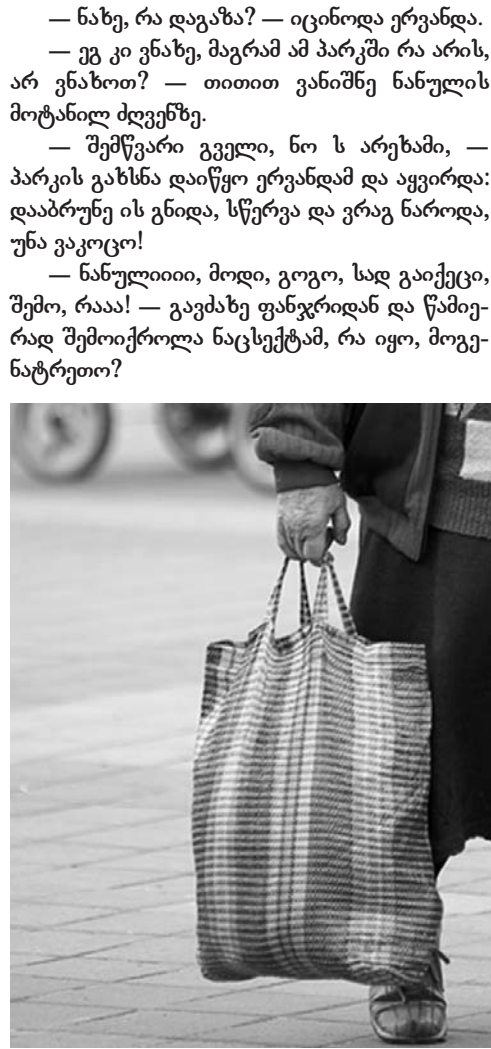 — ნახე, რა დაგაზა? — იცინოდა ერვანდა.
— ეგ კი ვნახე, მაგრამ ამ პარკში რა არის,
არ ვნახოთ? — თითით ვანიშნე ნანულის
მოტანილ ძღვენზე.
— შემწვარი გველი, ნო ს არეხამი, —
პარკის გახსნა დაიწყო ერვანდამ და აყვირდა:
დააბრუნე ის გნიდა, სწერვა და ვრაგ ნაროდა,
უნა ვაკოცო!
— ნანულიიიი, მოდი, გოგო, სად გაიქეცი,
შემო, რააა! — გავძახე ფანჯრიდან და წამიე-
რად შემოიქროლა ნაცსექტამ, რა იყო, მოგე-
ნატრეთო?